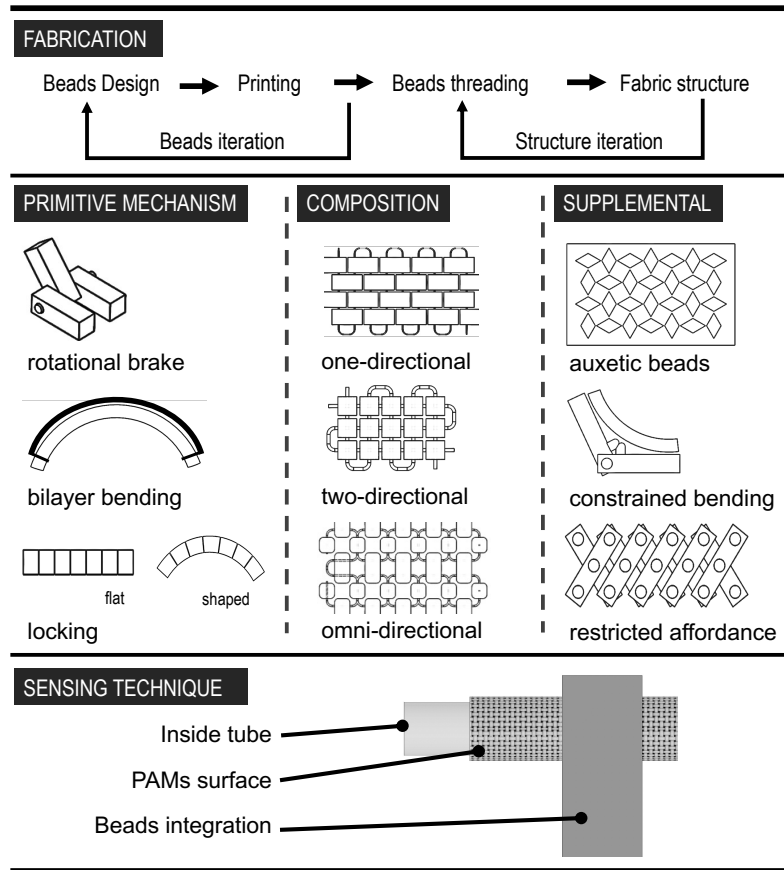 FABRICATION
Beads Design
Printing
Beads threading
Fabric structure
Beads iteration
Structure iteration
PRIMITIVE MECHANISM
rotational brake
bilayer bending
flat
shaped
locking
COMPOSITION
one-directional
two-directional
omni-directional
SUPPLEMENTAL
auxetic beads
constrained bending
restricted affordance
SENSING TECHNIQUE
Inside tube
PAMs surface
Beads integration